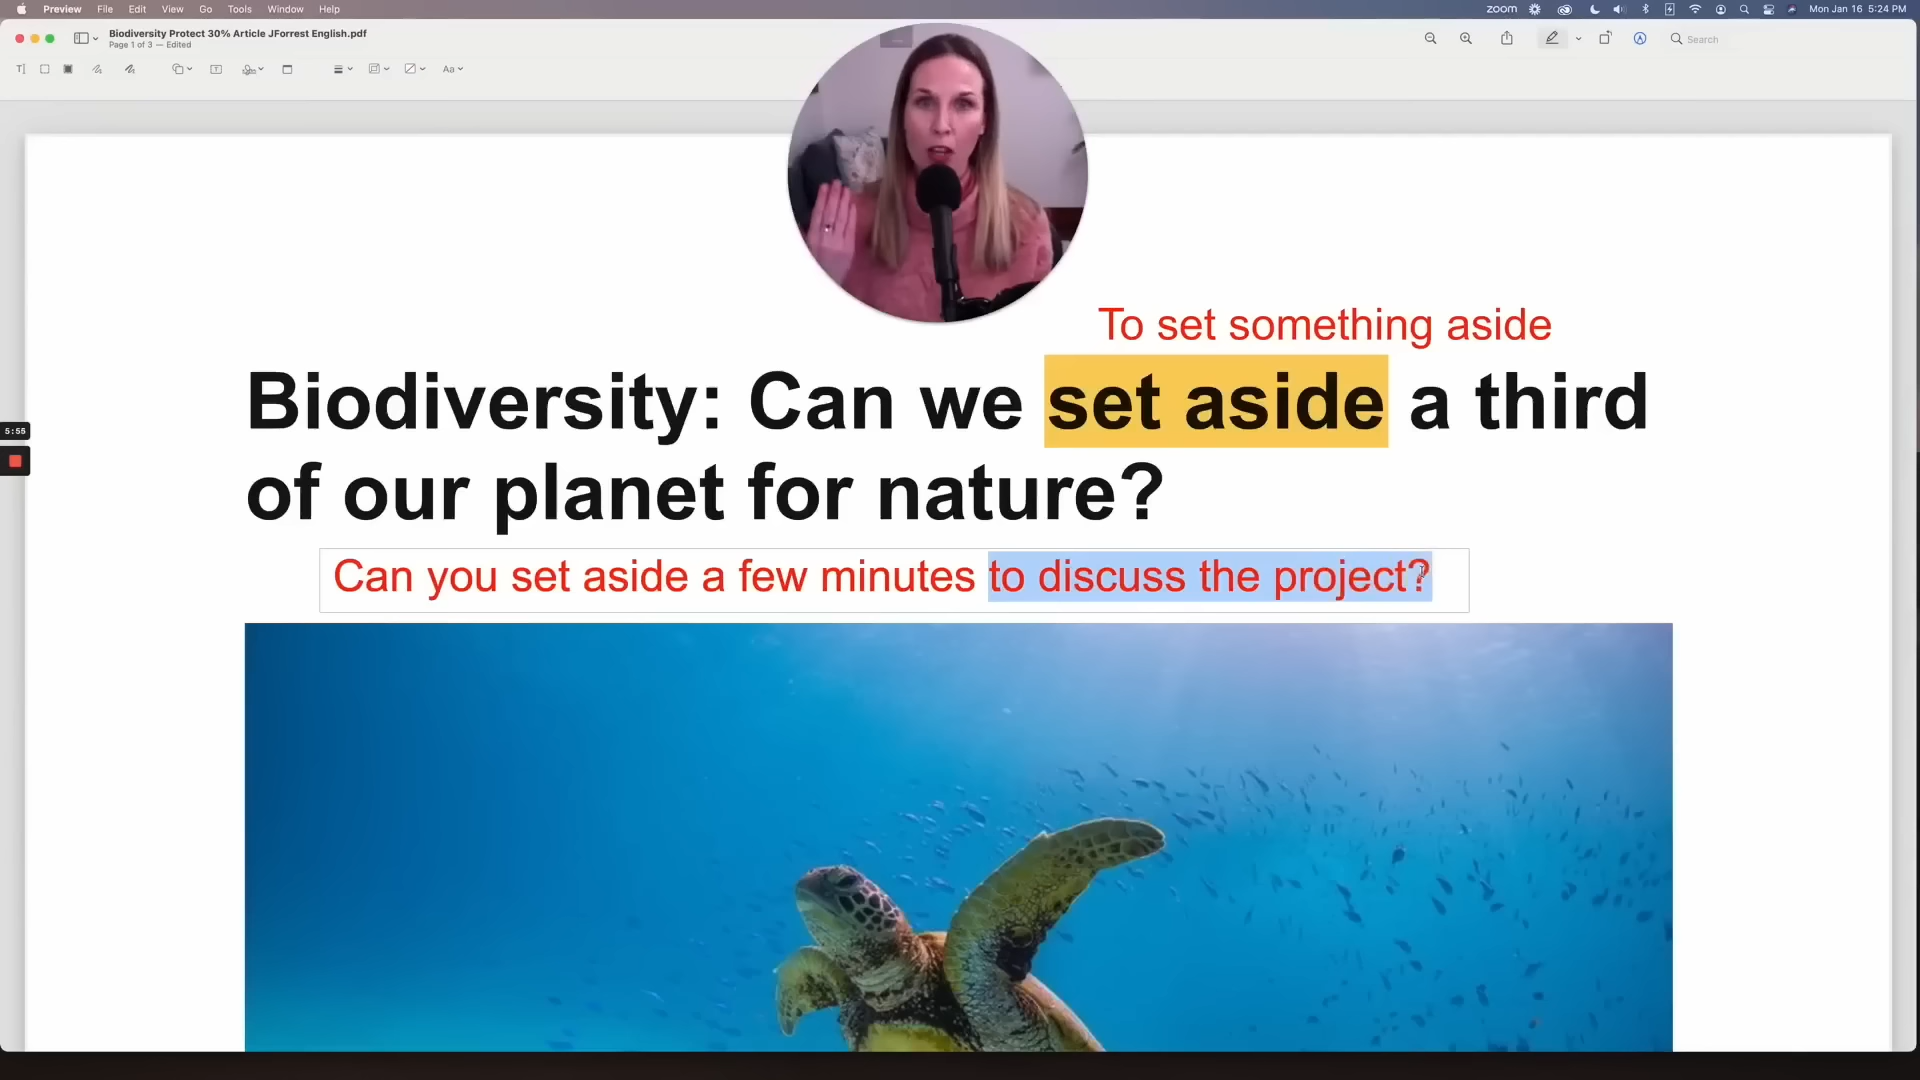 Preview File Edit View Go Tools Window Help
zoom
Mon Jan 16 5:24 PM
Biodiversity Protect 30% Article JForrest English.pdf
Page 1 of 3 — Edited
Search
Aa
To set something aside
Biodiversity: Can we set aside a third
of our planet for nature?
5:55
Can you set aside a few minutes to discuss the project?